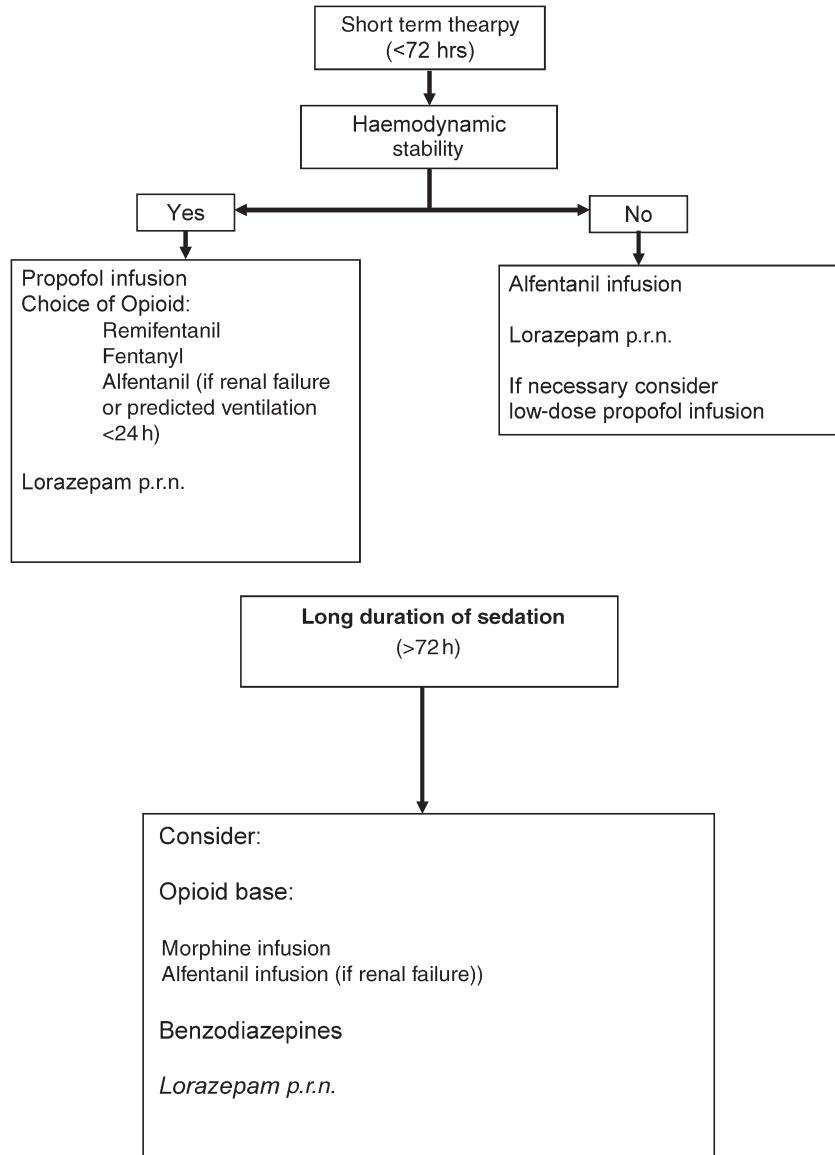 Short term thearpy
(<72 hrs)
Haemodynamic
stability
Yes
No
Propofol infusion
Choice of Opioid:
Remifentanil
Fentanyl
Alfentanil (if renal failure
or predicted ventilation
<24 h)
Lorazepam p.r.n.
Alfentanil infusion
Lorazepam p.r.n.
If necessary consider
low-dose propofol infusion
Long duration of sedation
(>72 h)
Consider:
Opioid base:
Morphine infusion
Alfentanil infusion (if renal failure))
Benzodiazepines
Lorazepam p.r.n.